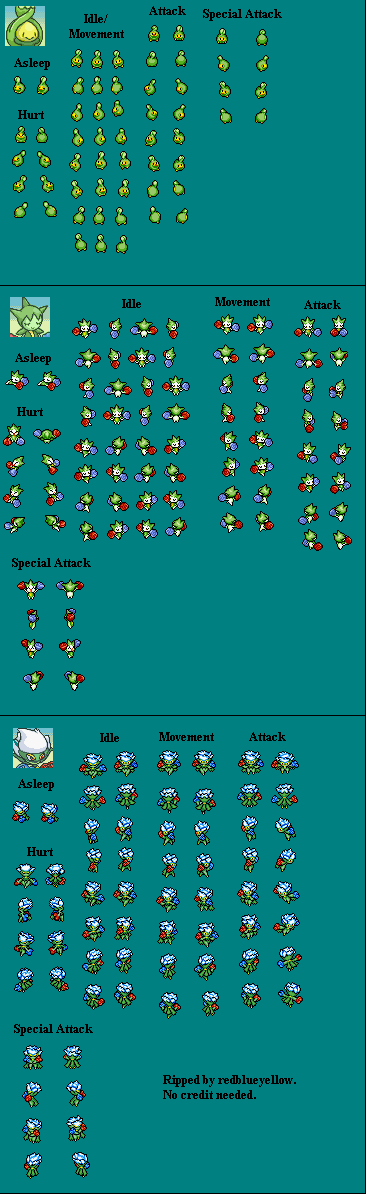 Idle/
Movement
Attack
Special Attack
Asleep
Hurt
Idle
Movement
Attack
Asleep
Hurt
Special Attack
Idle
Movement
Attack
Asleep
Hurt
Special Attack
Ripped by redblueyellow.
No credit needed.